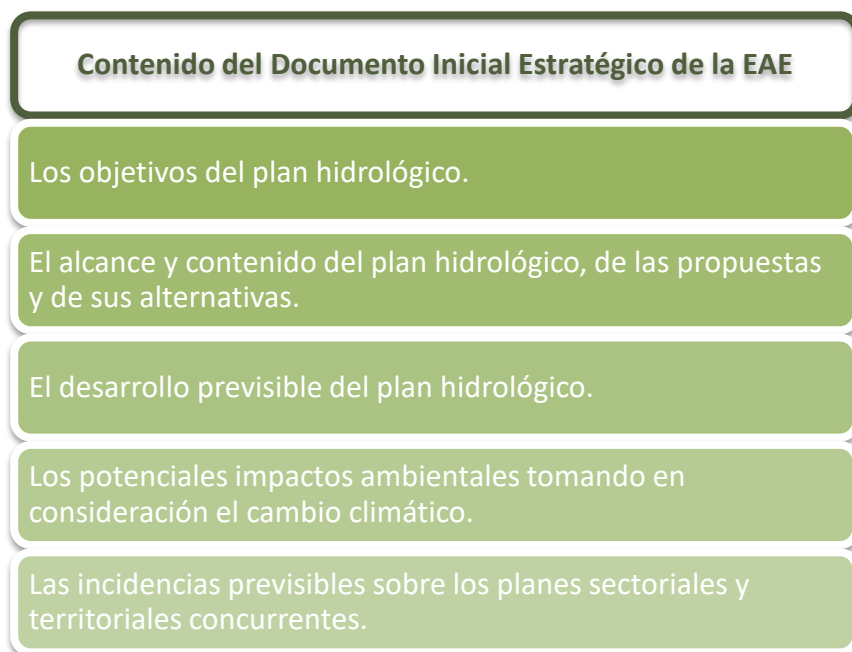 Contenido del Documento Inicial Estratégico de la EAE
Los objetivos del plan hidrológico.
El alcance y contenido del plan hidrológico, de las propuestas
y de sus alternativas.
El desarrollo previsible del plan hidrológico.
Los potenciales impactos ambientales tomando en
consideración el cambio climático.
Las incidencias previsibles sobre los planes sectoriales y
territoriales concurrentes.